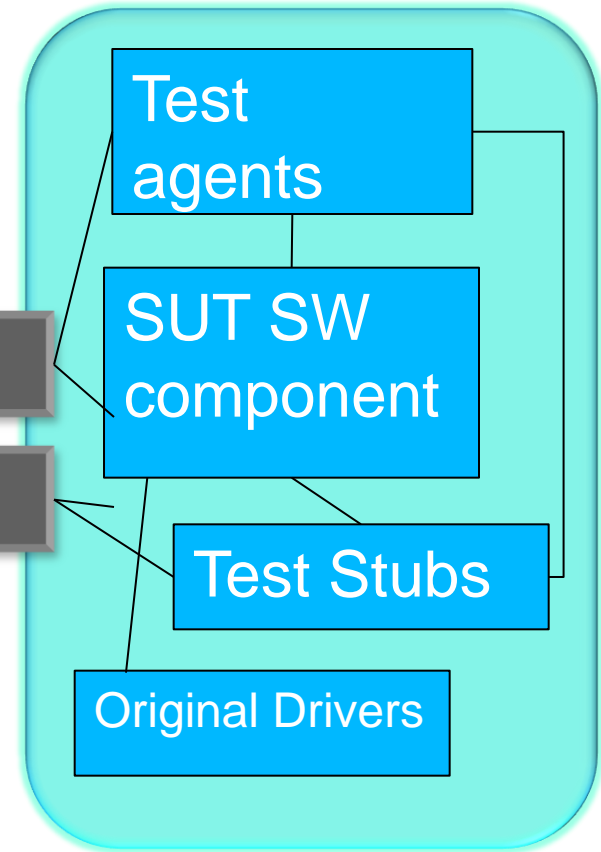 Test
agents
SUT SW
component
Test Stubs
Original Drivers